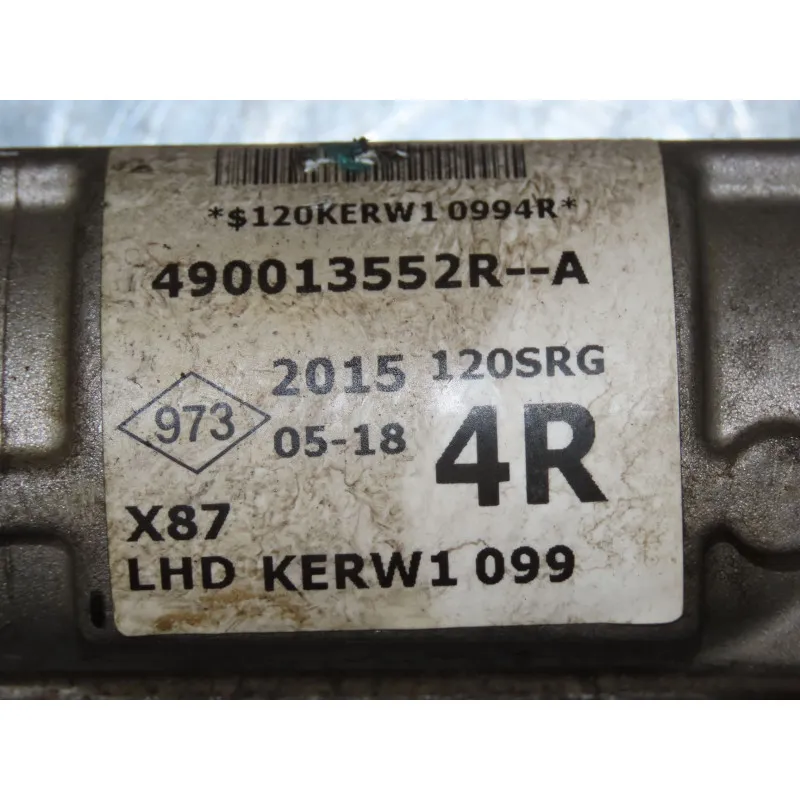 *$120KERW1 0994R*
490013552R--A
2015 120SRG
973
05-18
4R
X87
LHD KERW1 099